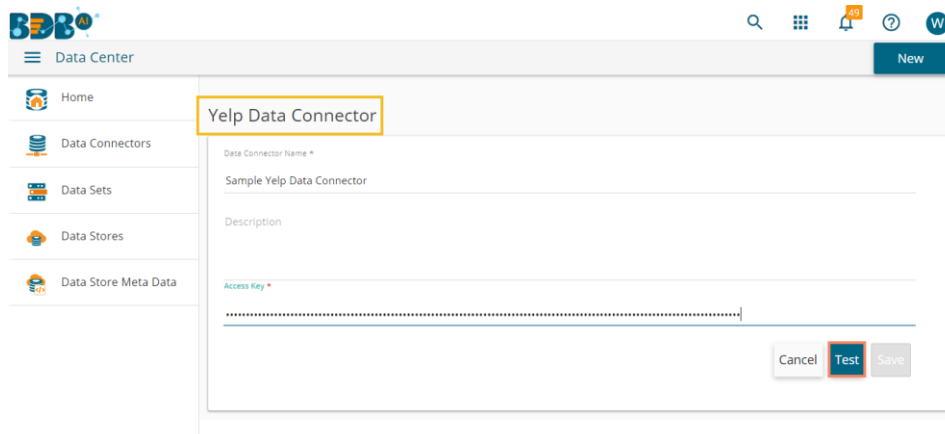 BDB AI
49
W
Data Center
New
Home
Data Connectors
Data Sets
Data Stores
Data Store Meta Data
Yelp Data Connector
Data Connector Name *
Sample Yelp Data Connector
Description
Access Key *
Cancel
Test
Save